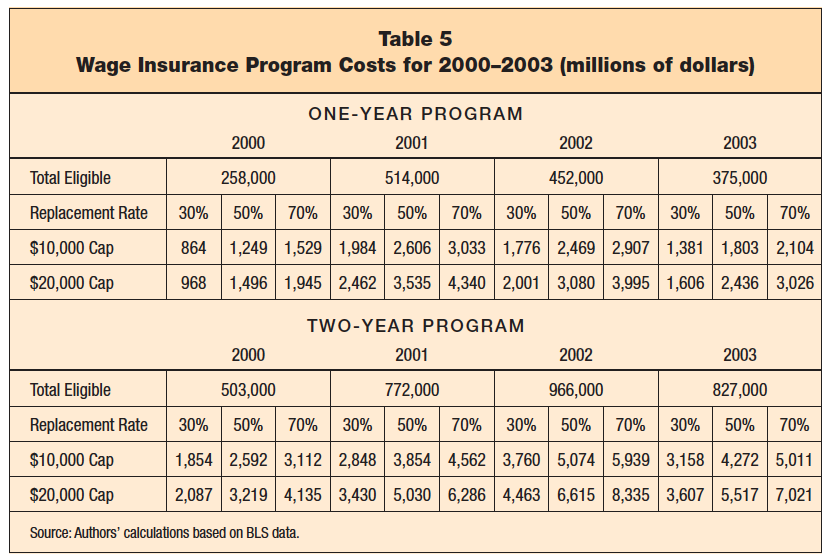 Table 5
Wage Insurance Program Costs for 2000–2003 (millions of dollars)
ONE-YEAR PROGRAM
2000 2001 2002 2003
Total Eligible 258,000 514,000 452,000 375,000
Replacement Rate 30% 50% 70% 30% 50% 70% 30% 50% 70% 30% 50% 70%
$10,000 Cap 864 1,249 1,529 1,984 2,606 3,033 1,776 2,469 2,907 1,381 1,803 2,104
$20,000 Cap 968 1,496 1,945 2,462 3,535 4,340 2,001 3,080 3,995 1,606 2,436 3,026
TWO-YEAR PROGRAM
2000 2001 2002 2003
Total Eligible 503,000 772,000 966,000 827,000
Replacement Rate 30% 50% 70% 30% 50% 70% 30% 50% 70% 30% 50% 70%
$10,000 Cap 1,854 2,592 3,112 2,848 3,854 4,562 3,760 5,074 5,939 3,158 4,272 5,011
$20,000 Cap 2,087 3,219 4,135 3,430 5,030 6,286 4,463 6,615 8,335 3,607 5,517 7,021
Source: Authors’ calculations based on BLS data.